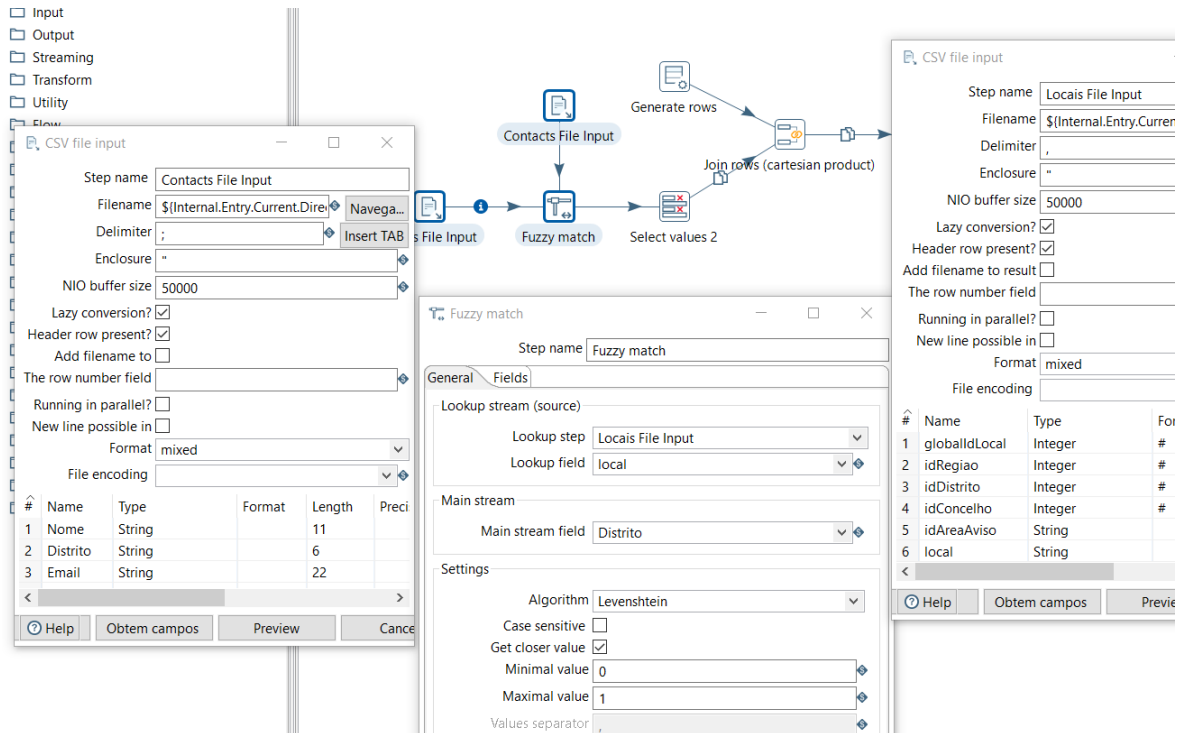 Input
Output
Streaming
Transform
Utility
Flow
Generate rows
Contacts File Input
Join rows (cartesian product)
s File Input
Fuzzy match
Select values 2
CSV file input
Step name Contacts File Input
Filename ${Internal.Entry.Current.Dire Navega...
Delimiter ; Insert TAB
Enclosure "
NIO buffer size 50000
Lazy conversion?
Header row present?
Add filename to
The row number field
Running in parallel?
New line possible in
Format mixed
File encoding
# Name Type Format Length Preci
1 Nome String 11
2 Distrito String 6
3 Email String 22
Help Obtem campos Preview Cance
Fuzzy match
Step name Fuzzy match
General Fields
Lookup stream (source)
Lookup step Locais File Input
Lookup field local
Main stream
Main stream field Distrito
Settings
Algorithm Levenshtein
Case sensitive
Get closer value
Minimal value 0
Maximal value 1
Values separator ,
CSV file input
Step name Locais File Input
Filename ${Internal.Entry.Curren
Delimiter ,
Enclosure "
NIO buffer size 50000
Lazy conversion?
Header row present?
Add filename to result
The row number field
Running in parallel?
New line possible in
Format mixed
File encoding
# Name Type For
1 globalIdLocal Integer #
2 idRegiao Integer #
3 idDistrito Integer #
4 idConcelho Integer #
5 idAreaAviso String
6 local String
Help Obtem campos Previe